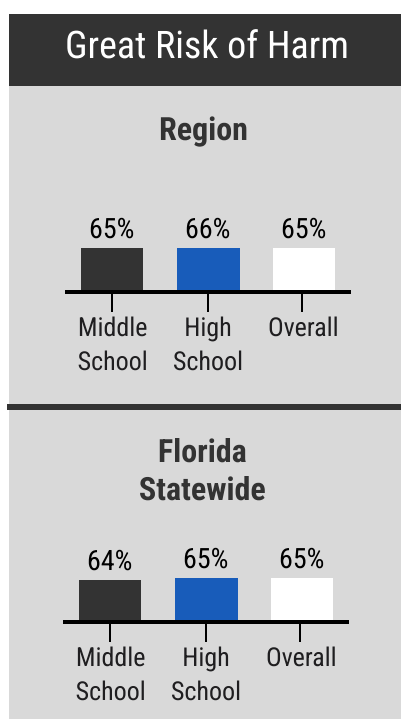 Great Risk of Harm
Region
65% 66% 65%
Middle School High School Overall
Florida
Statewide
64% 65% 65%
Middle School High School Overall